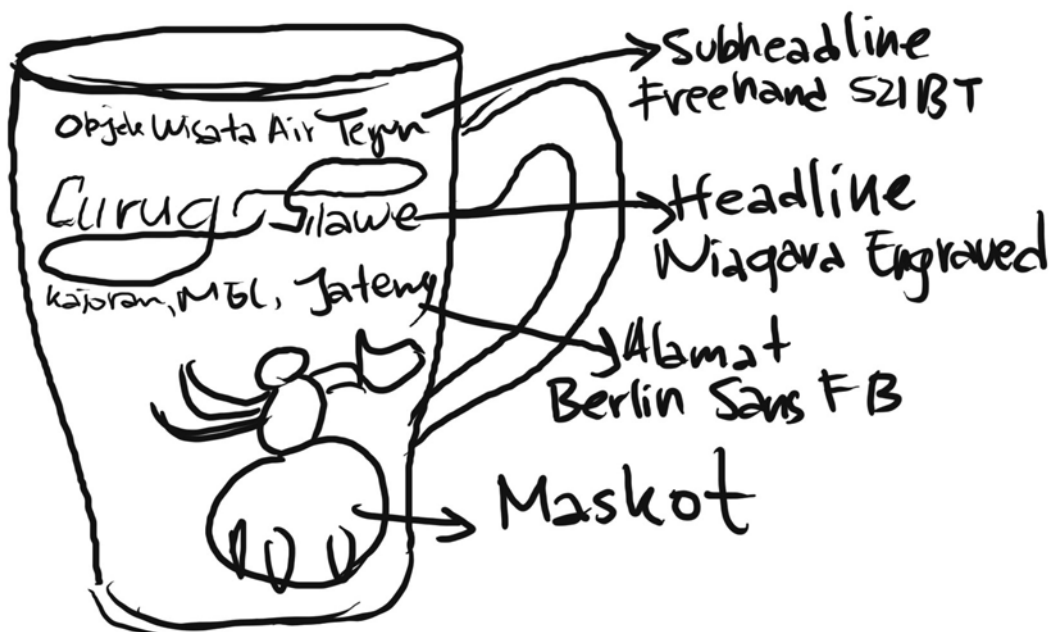 Objek Wisata Air Terjun
Curug Silawe
Kajoran, MGL, Jateng
Subheadline
Freehand 521 BT
Headline
Niagara Engraved
Alamat
Berlin Sans FB
Maskot